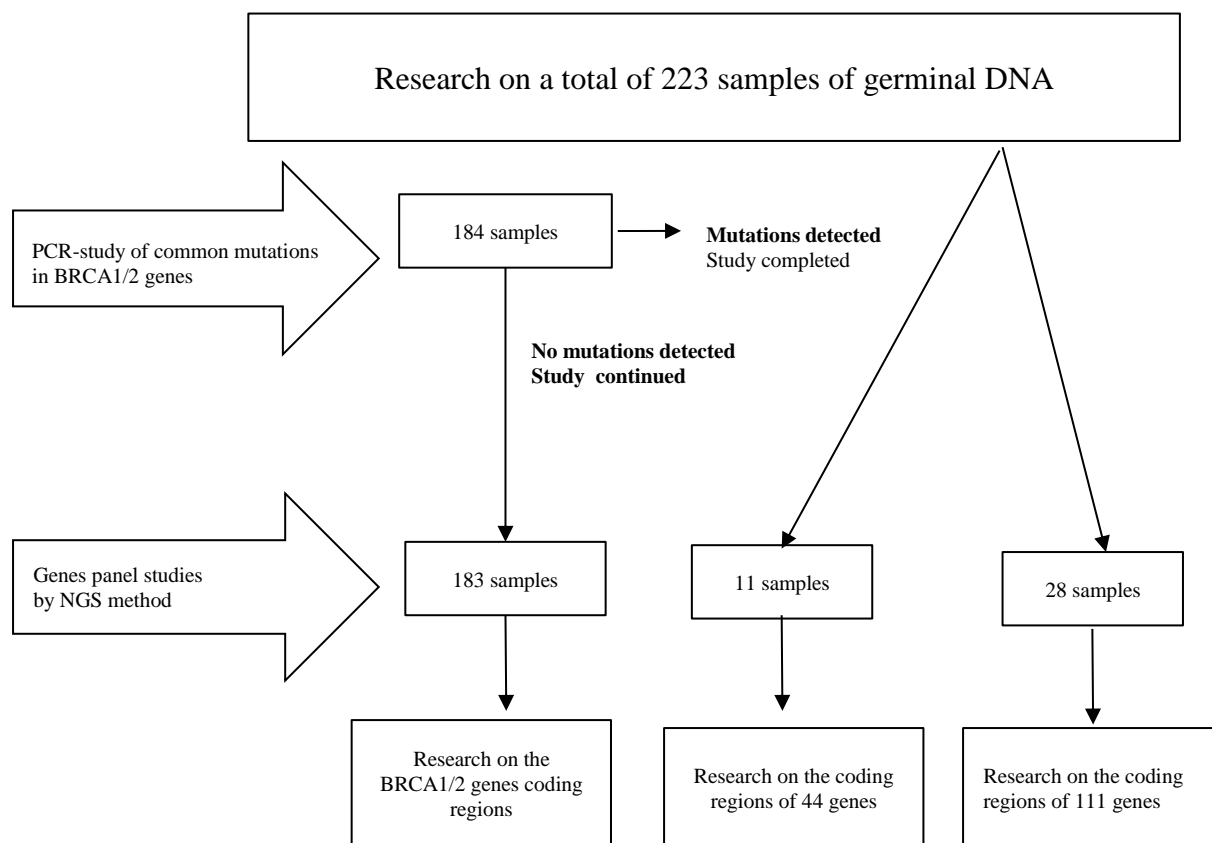 Research on a total of 223 samples of germinal DNA
PCR-study of common mutations
in BRCA1/2 genes
184 samples
Mutations detected
Study completed
No mutations detected
Study continued
Genes panel studies
by NGS method
183 samples
11 samples
28 samples
Research on the
BRCA1/2 genes coding
regions
Research on the coding
regions of 44 genes
Research on the coding
regions of 111 genes